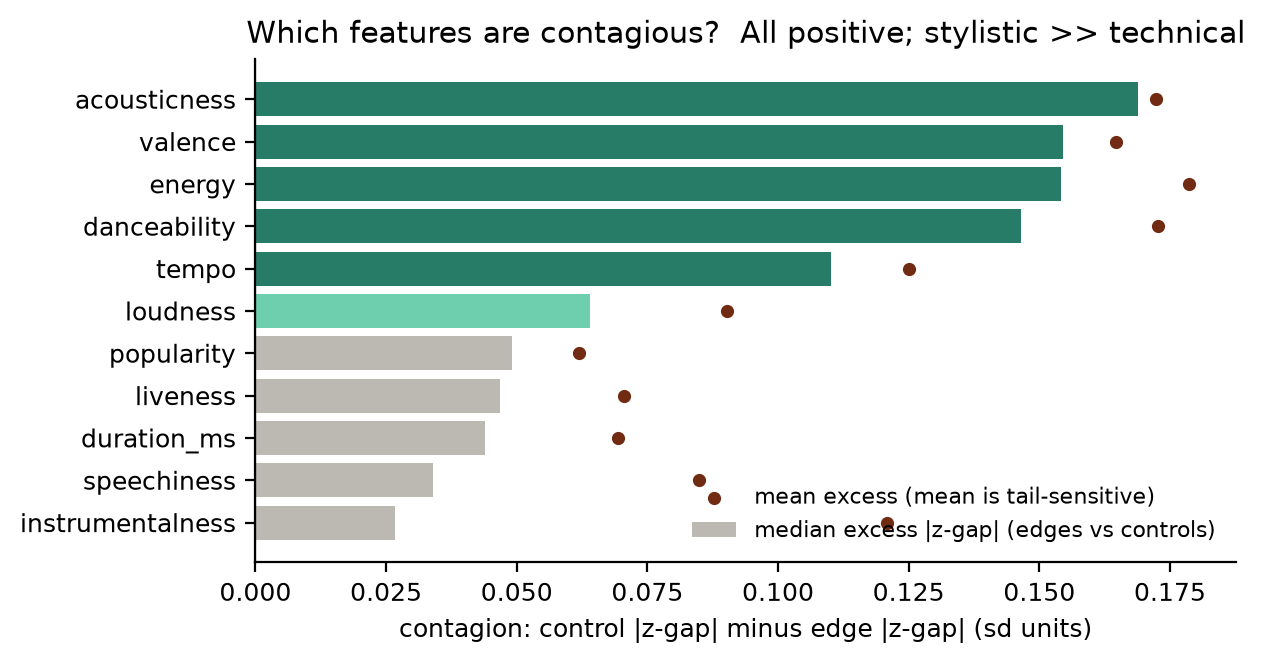 Which features are contagious?  All positive; stylistic >> technical
acousticness
valence
energy
danceability
tempo
loudness
popularity
liveness
duration_ms
speechiness
instrumentalness
mean excess (mean is tail-sensitive)
median excess |z-gap| (edges vs controls)
0.000 0.025 0.050 0.075 0.100 0.125 0.150 0.175
contagion: control |z-gap| minus edge |z-gap| (sd units)